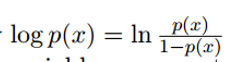 log p(x) = ln p(x) / 1−p(x)